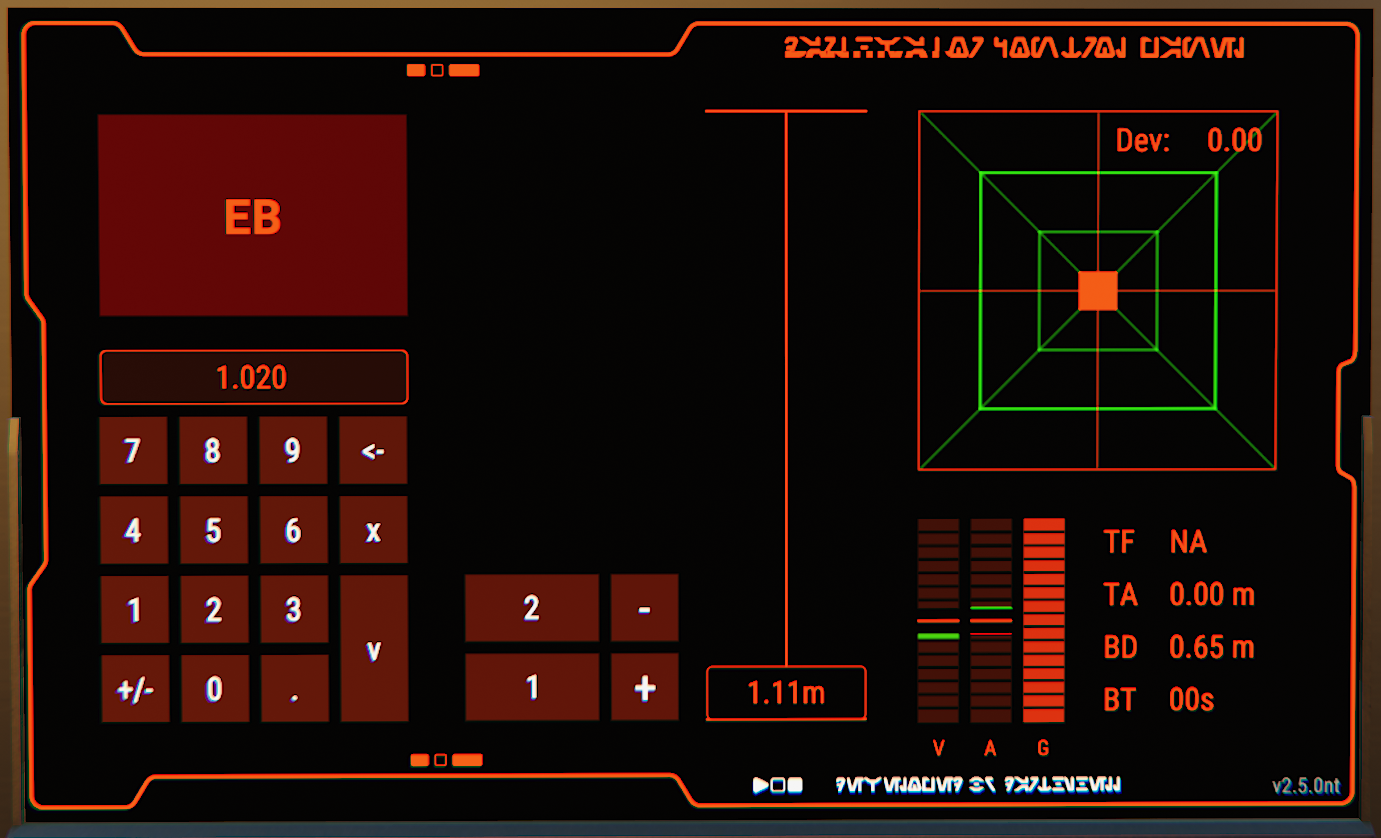 Dev: 0.00
EB
1.020
7 8 9 <-
4 5 6 x
1 2 3 v
+/- 0 .
2 -
1 +
1.11m
TF NA
TA 0.00 m
BD 0.65 m
BT 00s
V A G
v2.5.0nt